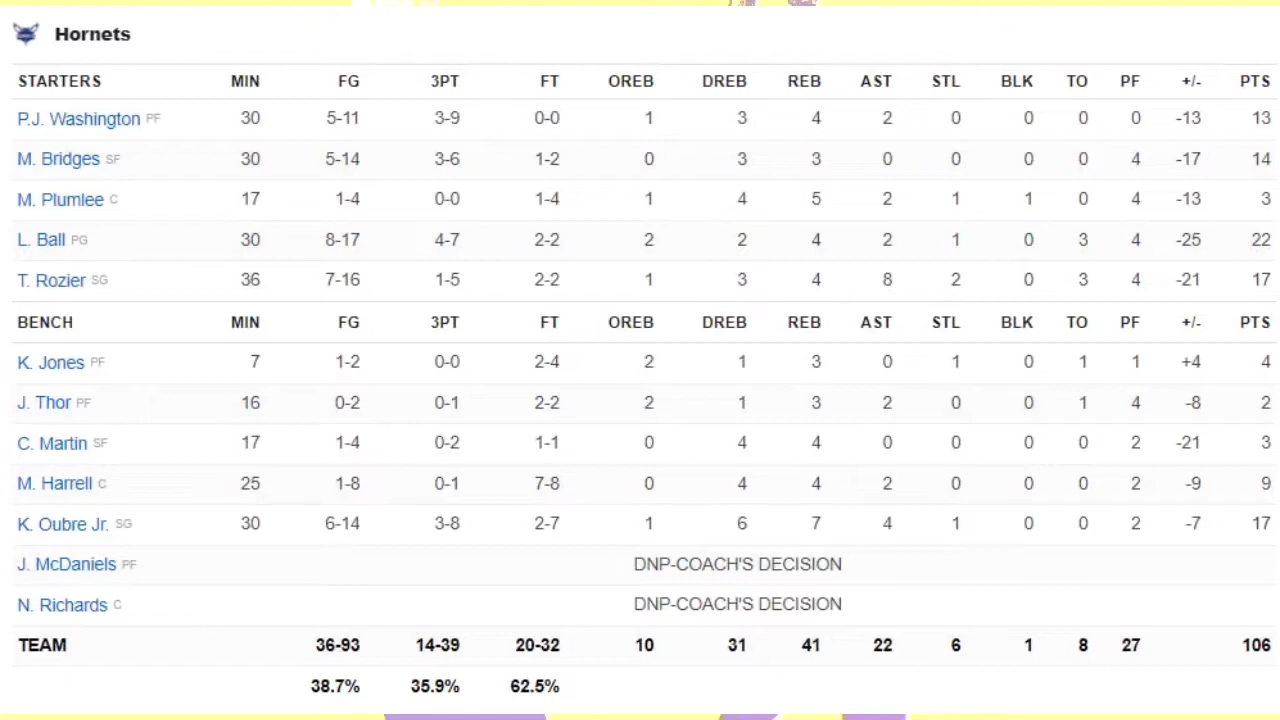 Hornets
STARTERS MIN FG 3PT FT OREB DREB REB AST STL BLK TO PF +/- PTS
P.J. Washington PF 30 5-11 3-9 0-0 1 3 4 2 0 0 0 0 -13 13
M. Bridges SF 30 5-14 3-6 1-2 0 3 3 0 0 0 0 4 -17 14
M. Plumlee C 17 1-4 0-0 1-4 1 4 5 2 1 1 0 4 -13 3
L. Ball PG 30 8-17 4-7 2-2 2 2 4 2 1 0 3 4 -25 22
T. Rozier SG 36 7-16 1-5 2-2 1 3 4 8 2 0 3 4 -21 17
BENCH MIN FG 3PT FT OREB DREB REB AST STL BLK TO PF +/- PTS
K. Jones PF 7 1-2 0-0 2-4 2 1 3 0 1 0 1 1 +4 4
J. Thor PF 16 0-2 0-1 2-2 2 1 3 2 0 0 1 4 -8 2
C. Martin SF 17 1-4 0-2 1-1 0 4 4 0 0 0 0 2 -21 3
M. Harrell C 25 1-8 0-1 7-8 0 4 4 2 0 0 0 2 -9 9
K. Oubre Jr. SG 30 6-14 3-8 2-7 1 6 7 4 1 0 0 2 -7 17
J. McDaniels PF DNP-COACH'S DECISION
N. Richards C DNP-COACH'S DECISION
TEAM 36-93 14-39 20-32 10 31 41 22 6 1 8 27 106
38.7% 35.9% 62.5%